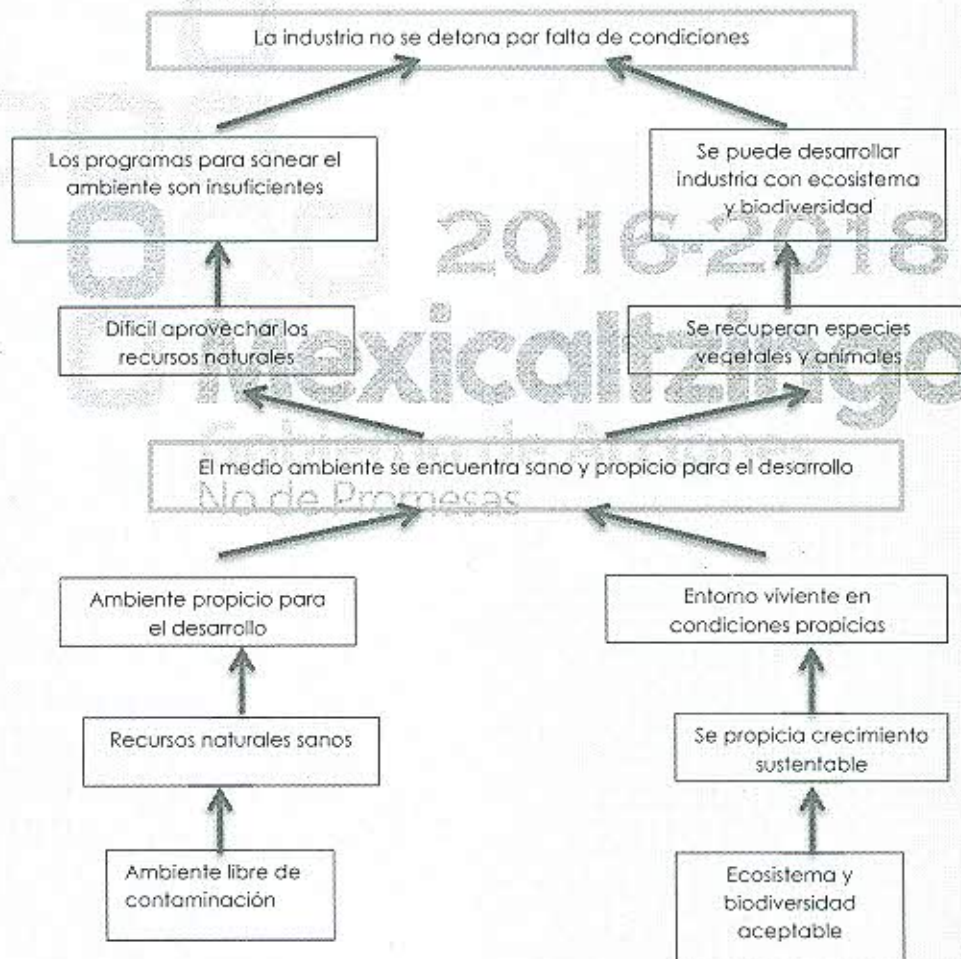 La industria no se detona por falta de condiciones
Los programas para sanear el
ambiente son insuficientes
Se puede desarrollar
industria con ecosistema
y biodiversidad
2016-2018
Difícil aprovechar los
recursos naturales
Se recuperan especies
vegetales y animales
Mexicaltzingo
El medio ambiente se encuentra sano y propicio para el desarrollo
No de Promesas
Ambiente propicio para
el desarrollo
Entorno viviente en
condiciones propicias
Recursos naturales sanos
Se propicia crecimiento
sustentable
Ambiente libre de
contaminación
Ecosistema y
biodiversidad
aceptable